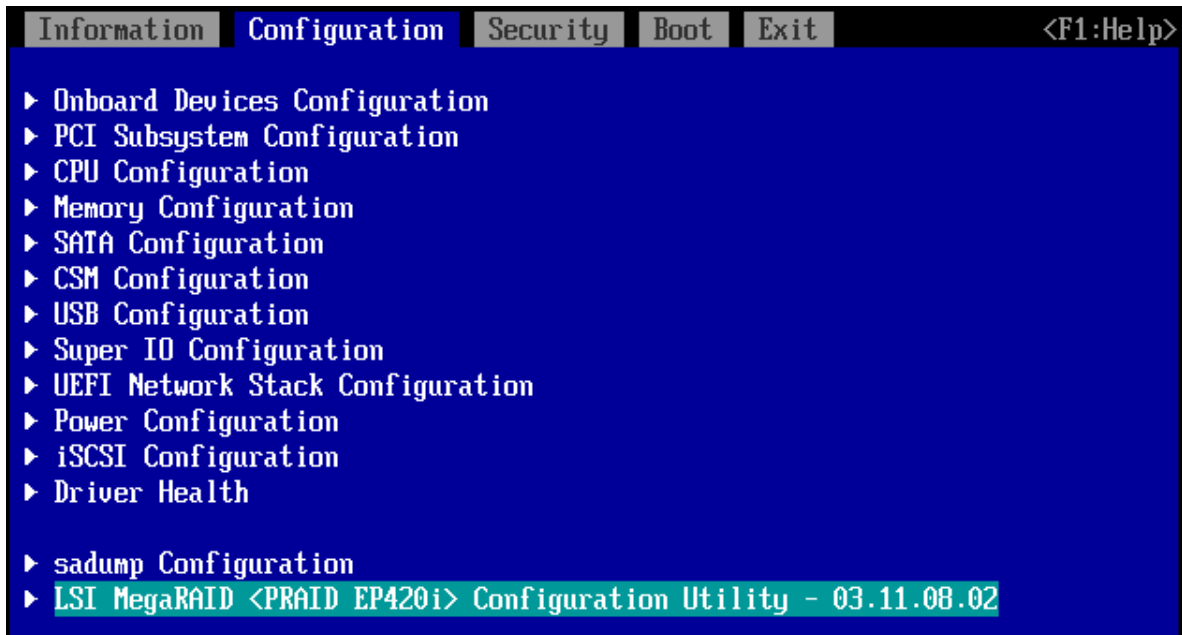 Information Configuration Security Boot Exit <F1:Help>
Onboard Devices Configuration
PCI Subsystem Configuration
CPU Configuration
Memory Configuration
SATA Configuration
CSM Configuration
USB Configuration
Super IO Configuration
UEFI Network Stack Configuration
Power Configuration
iSCSI Configuration
Driver Health
sadump Configuration
LSI MegaRAID <PRAID EP420i> Configuration Utility - 03.11.08.02